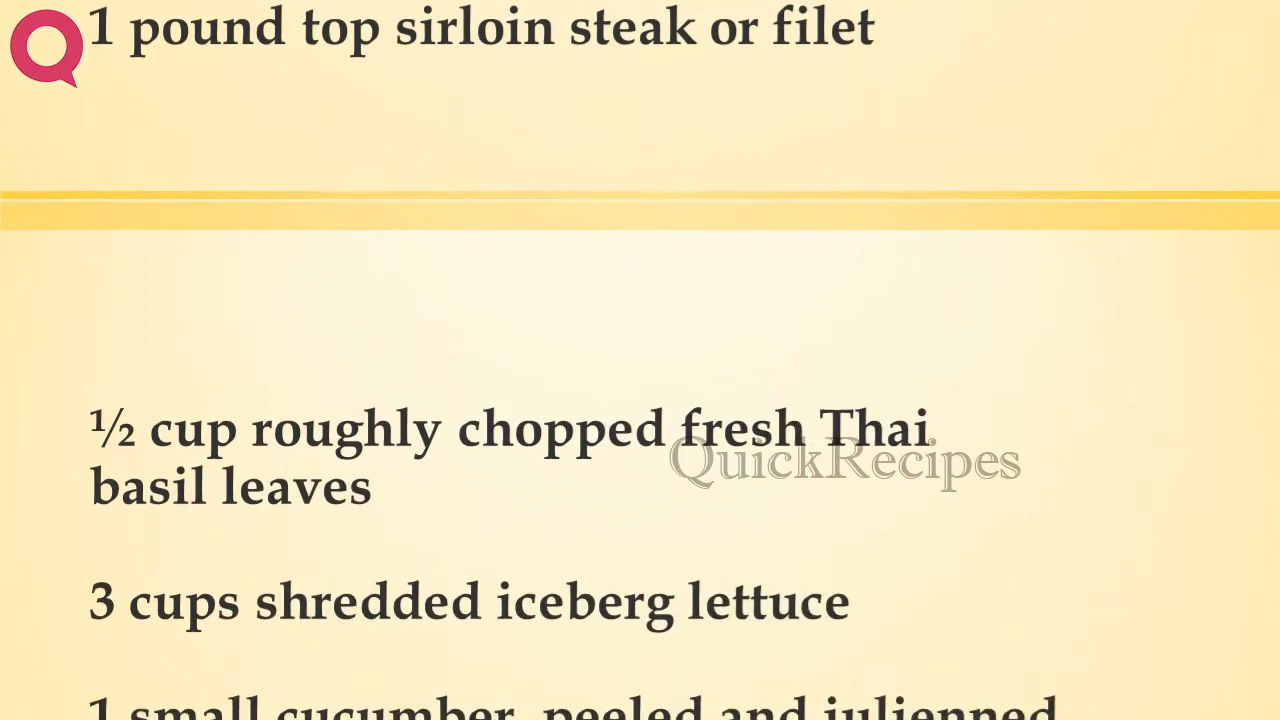 1 pound top sirloin steak or filet
½ cup roughly chopped fresh Thai
QuickRecipes
basil leaves
3 cups shredded iceberg lettuce
1 small cucumber, peeled and julienned